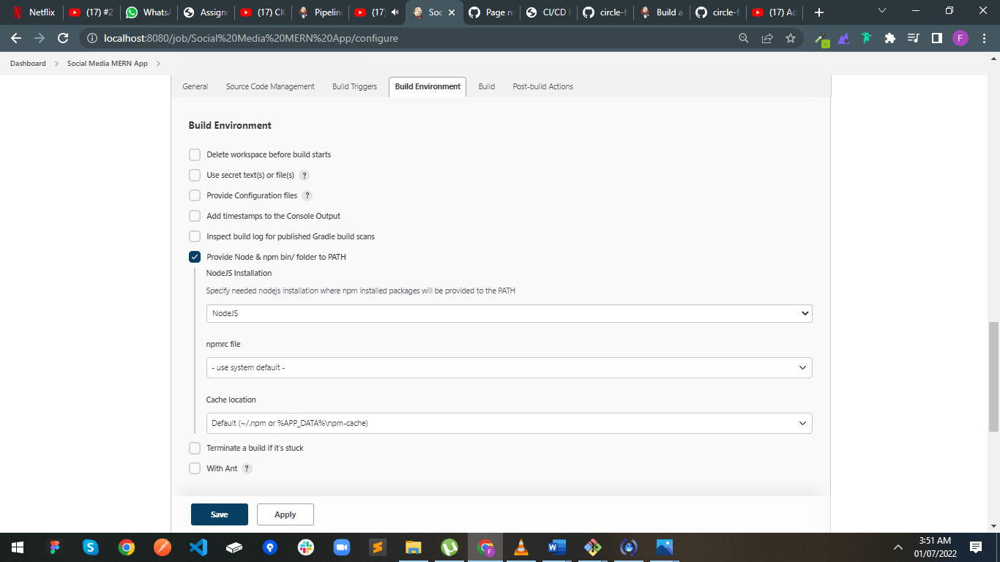 Netflix
(17) #2
WhatsA
Assignm
(17) CI
Pipelin
(17)
Soc
Page n
CI/CD P
circle-f
Build a
circle-f
(17) Ad
localhost:8080/job/Social%20Media%20MERN%20App/configure
F
Dashboard
Social Media MERN App
General
Source Code Management
Build Triggers
Build Environment
Build
Post-build Actions
Build Environment
Delete workspace before build starts
Use secret text(s) or file(s) ?
Provide Configuration files ?
Add timestamps to the Console Output
Inspect build log for published Gradle build scans
Provide Node & npm bin/ folder to PATH
NodeJS Installation
Specify needed nodejs installation where npm installed packages will be provided to the PATH
NodeJS
npmrc file
- use system default -
Cache location
Default (~/.npm or %APP_DATA%\npm-cache)
Terminate a build if it's stuck
With Ant ?
Save
Apply
3:51 AM
01/07/2022